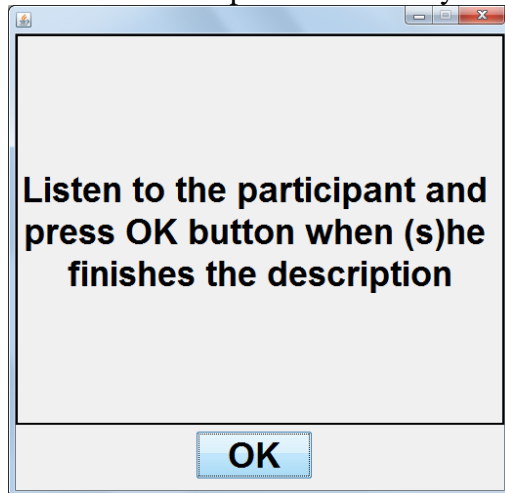 Listen to the participant and
press OK button when (s)he
finishes the description
OK